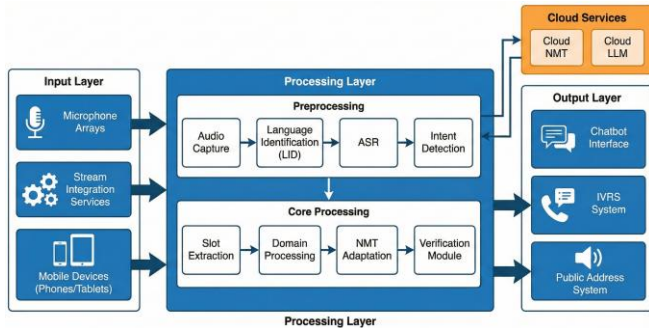 Cloud Services
Cloud
NMT
Cloud
LLM
Input Layer
Microphone
Arrays
Stream
Integration
Services
Mobile Devices
(Phones/Tablets)
Processing Layer
Preprocessing
Audio
Capture
Language
Identification
(LID)
ASR
Intent
Detection
Core Processing
Slot
Extraction
Domain
Processing
NMT
Adaptation
Verification
Module
Processing Layer
Output Layer
Chatbot
Interface
IVRS
System
Public Address
System